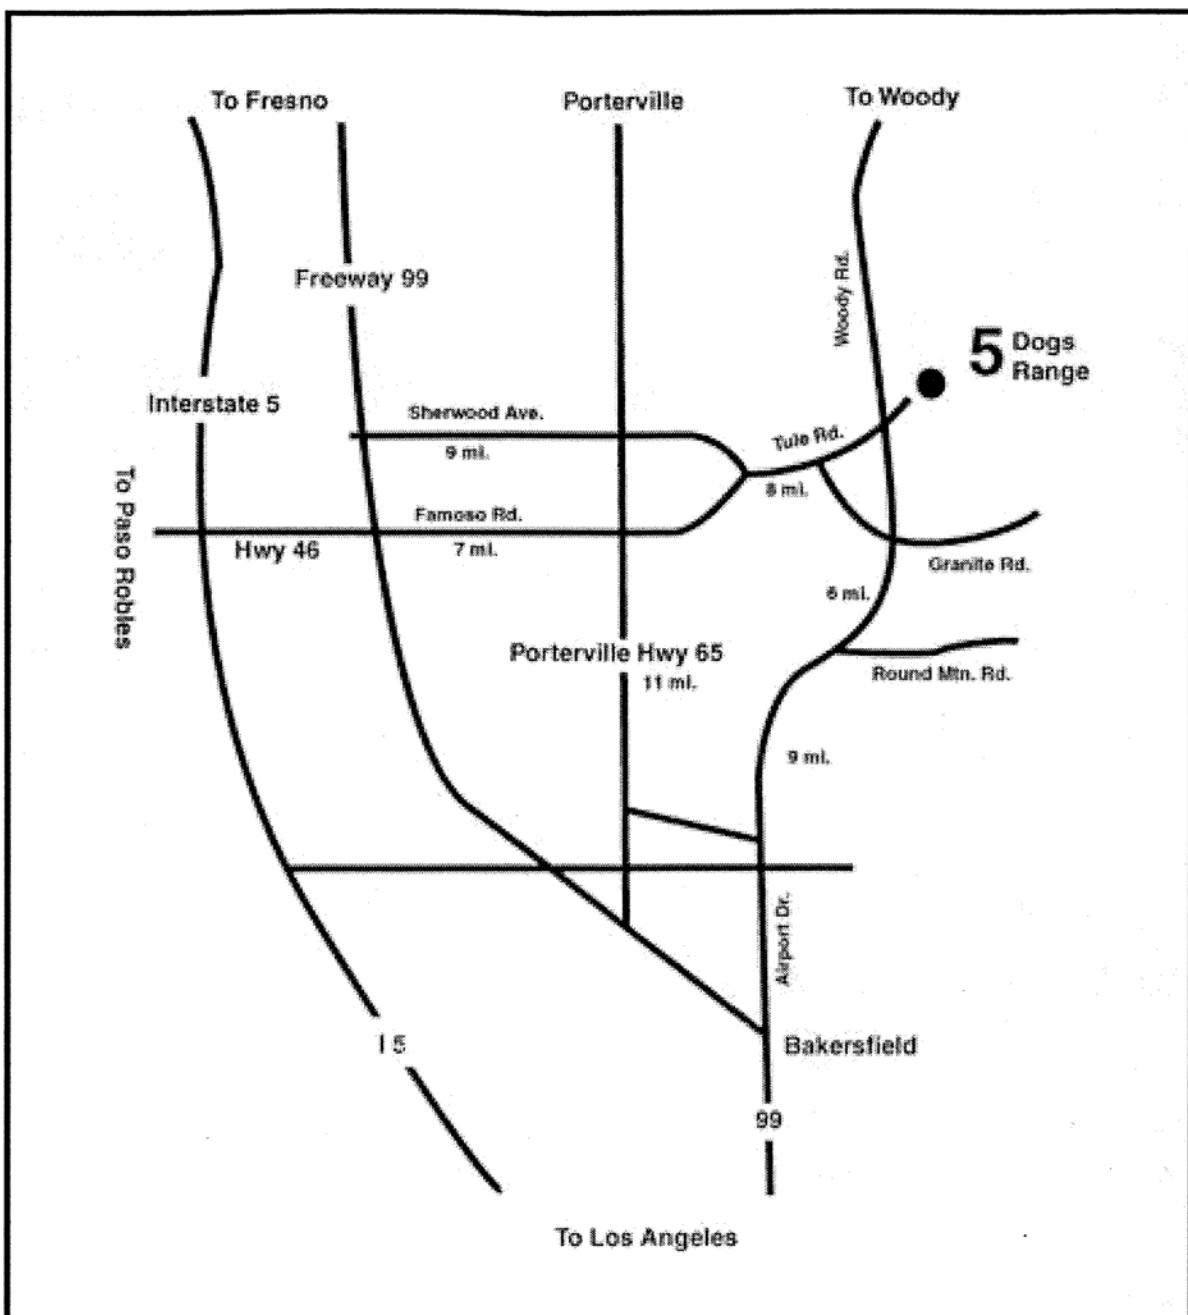 To Fresno
Porterville
To Woody
Freeway 99
Woody Rd.
5 Dogs
Range
Interstate 5
Sherwood Ave.
9 mi.
Tule Rd.
8 mi.
To Paso Robles
Famoso Rd.
Hwy 46
7 mi.
Granite Rd.
6 mi.
Porterville Hwy 65
11 mi.
Round Mtn. Rd.
9 mi.
Airport Dr.
I 5
Bakersfield
99
To Los Angeles